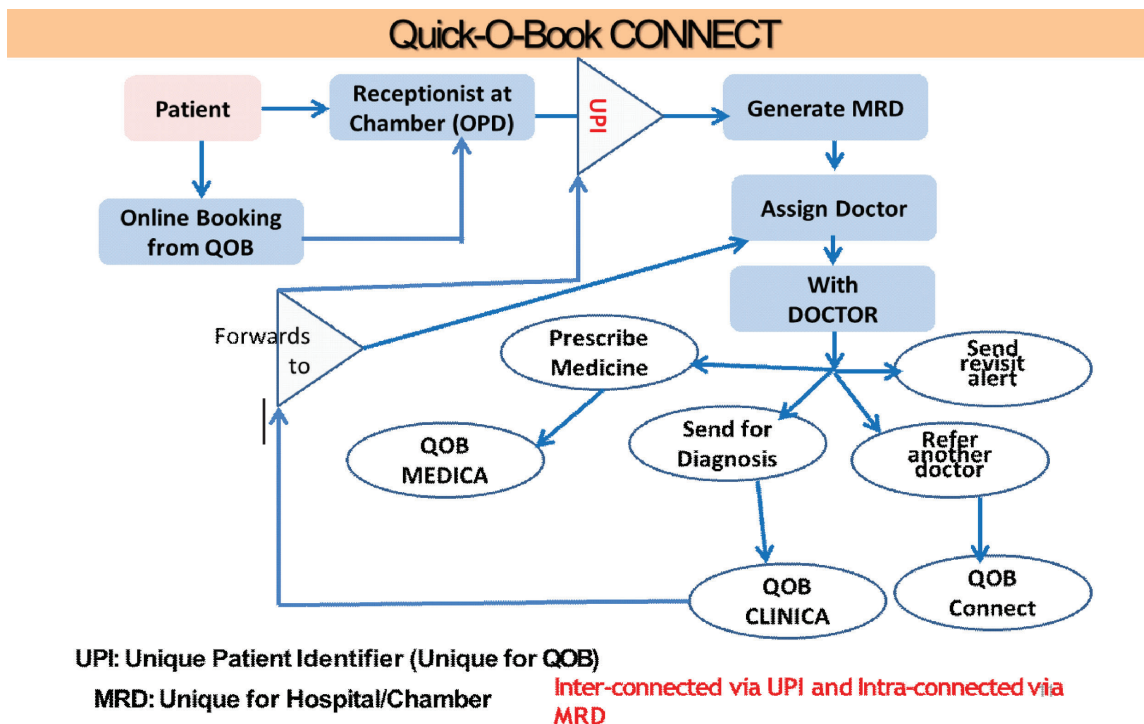 Quick-O-Book CONNECT
Patient
Receptionist at
Chamber (OPD)
UPI
Generate MRD
Online Booking
from QOB
Assign Doctor
With
DOCTOR
Forwards
to
Prescribe
Medicine
Send
revisit
alert
QOB
MEDICA
Send for
Diagnosis
Refer
another
doctor
QOB
CLINICA
QOB
Connect
UPI: Unique Patient Identifier (Unique for QOB)
MRD: Unique for Hospital/Chamber
Inter-connected via UPI and Intra-connected via
MRD